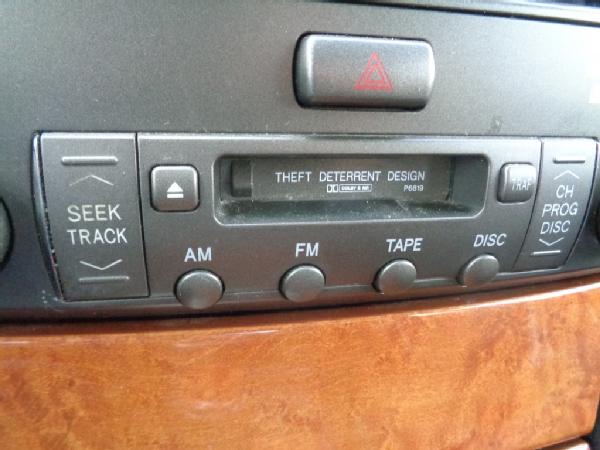 THEFT DETERRENT DESIGN
DOLBY B NR P6819
TRAF
SEEK
TRACK
CH
PROG
DISC
AM
FM
TAPE
DISC